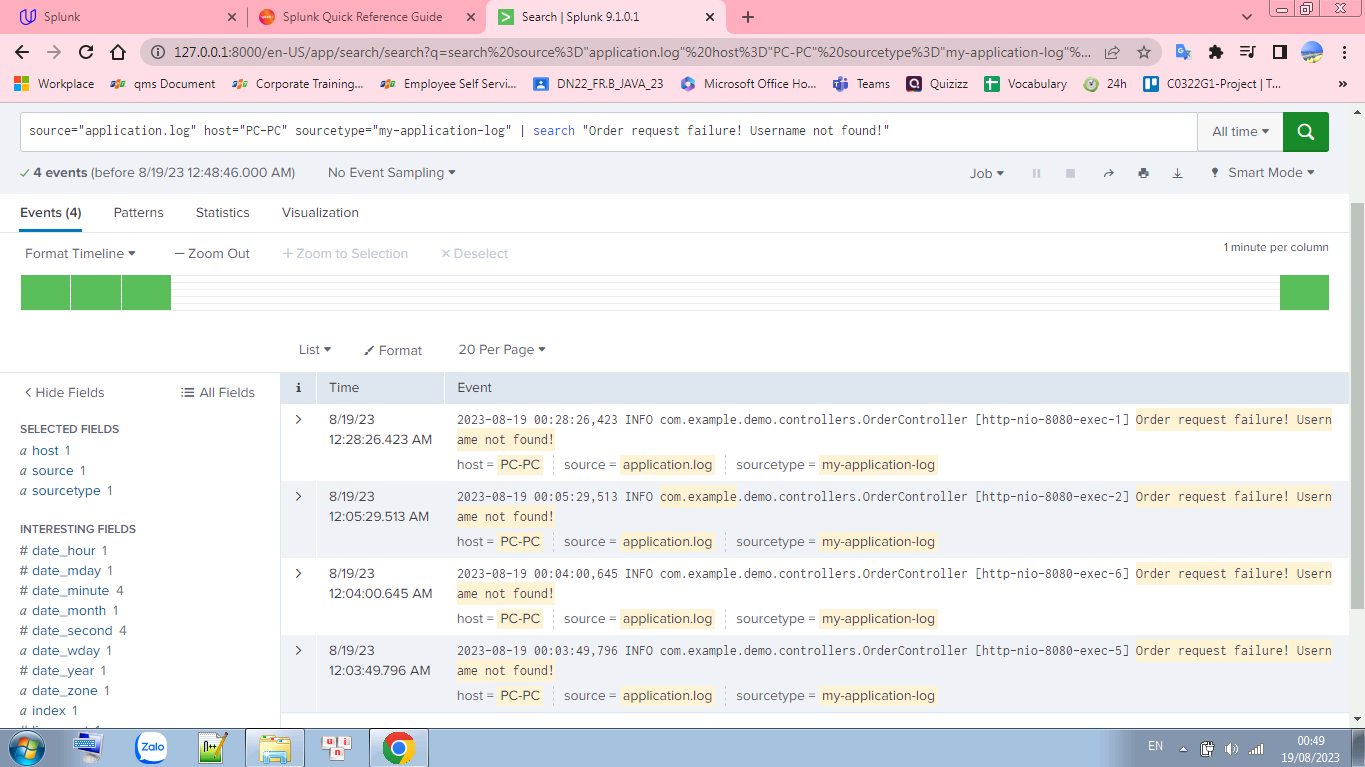 Splunk
Splunk Quick Reference Guide
Search | Splunk 9.1.0.1
127.0.0.1:8000/en-US/app/search/search?q=search%20source%3D"application.log"%20host%3D"PC-PC"%20sourcetype%3D"my-application-log"%...
Workplace
qms Document
Corporate Training...
Employee Self Servi...
DN22_FR.B_JAVA_23
Microsoft Office Ho...
Teams
Quizizz
Vocabulary
24h
C0322G1-Project | T...
»
source="application.log" host="PC-PC" sourcetype="my-application-log" | search "Order request failure! Username not found!"
All time
4 events (before 8/19/23 12:48:46.000 AM)
No Event Sampling
Job
Smart Mode
Events (4)
Patterns
Statistics
Visualization
Format Timeline
— Zoom Out
+ Zoom to Selection
× Deselect
1 minute per column
List
Format
20 Per Page
< Hide Fields
All Fields
SELECTED FIELDS
a host 1
a source 1
a sourcetype 1
INTERESTING FIELDS
# date_hour 1
# date_mday 1
# date_minute 4
a date_month 1
# date_second 4
a date_wday 1
# date_year 1
a date_zone 1
a index 1
i
Time
Event
8/19/23
12:28:26.423 AM
2023-08-19 00:28:26,423 INFO com.example.demo.controllers.OrderController [http-nio-8080-exec-1] Order request failure! Usern
ame not found!
host = PC-PC
source = application.log
sourcetype = my-application-log
8/19/23
12:05:29.513 AM
2023-08-19 00:05:29,513 INFO com.example.demo.controllers.OrderController [http-nio-8080-exec-2] Order request failure! Usern
ame not found!
host = PC-PC
source = application.log
sourcetype = my-application-log
8/19/23
12:04:00.645 AM
2023-08-19 00:04:00,645 INFO com.example.demo.controllers.OrderController [http-nio-8080-exec-6] Order request failure! Usern
ame not found!
host = PC-PC
source = application.log
sourcetype = my-application-log
8/19/23
12:03:49.796 AM
2023-08-19 00:03:49,796 INFO com.example.demo.controllers.OrderController [http-nio-8080-exec-5] Order request failure! Usern
ame not found!
host = PC-PC
source = application.log
sourcetype = my-application-log
Zalo
EN
00:49
19/08/2023